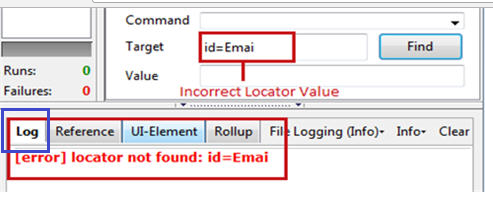 Command
Target id=Emai Find
Value
Incorrect Locator Value
Runs: 0
Failures: 0
Log Reference UI-Element Rollup File Logging (Info) Info Clear
[error] locator not found: id=Emai